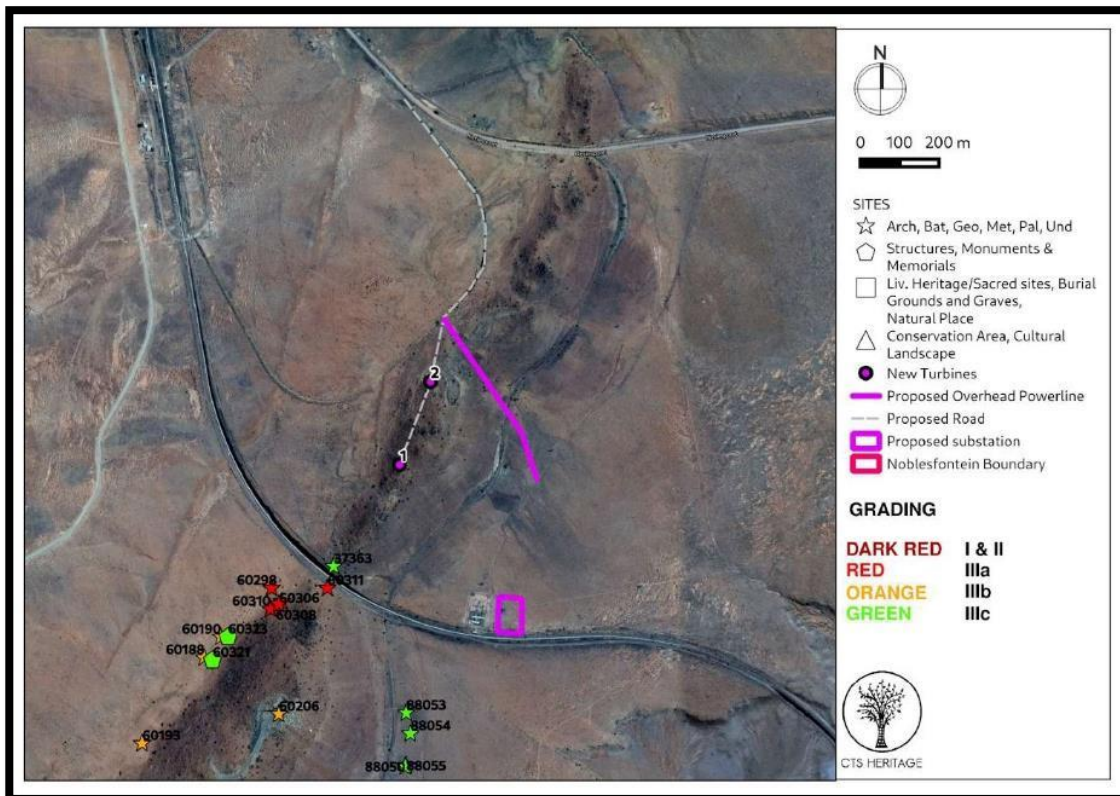 2
1
37363
60298
60311
60310
60306
60308
60190
60323
60188
60321
60206
60193
88053
88054
88055
N
0 100 200 m
SITES
Arch, Bat, Geo, Met, Pal, Und
Structures, Monuments &
Memorials
Liv. Heritage/Sacred sites, Burial
Grounds and Graves,
Natural Place
Conservation Area, Cultural
Landscape
New Turbines
Proposed Overhead Powerline
Proposed Road
Proposed substation
Noblesfontein Boundary
GRADING
DARK RED I & II
RED IIIa
ORANGE IIIb
GREEN IIIc
CTS HERITAGE